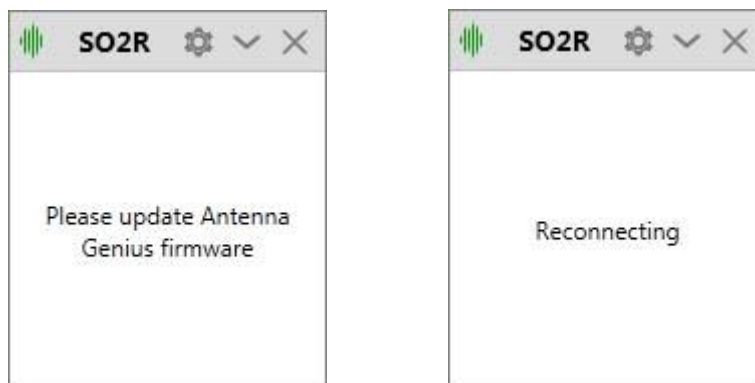 SO2R
Please update Antenna
Genius firmware
SO2R
Reconnecting